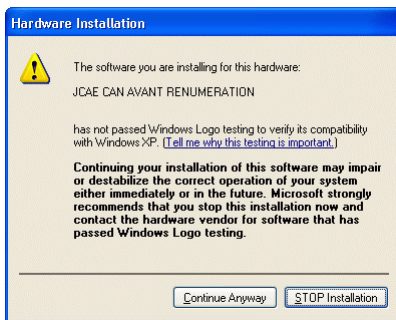 Hardware Installation
The software you are installing for this hardware:
JCAE CAN AVANT RENUMERATION
has not passed Windows Logo testing to verify its compatibility
with Windows XP. (Tell me why this testing is important.)
Continuing your installation of this software may impair
or destabilize the correct operation of your system
either immediately or in the future. Microsoft strongly
recommends that you stop this installation now and
contact the hardware vendor for software that has
passed Windows Logo testing.
Continue Anyway
STOP Installation